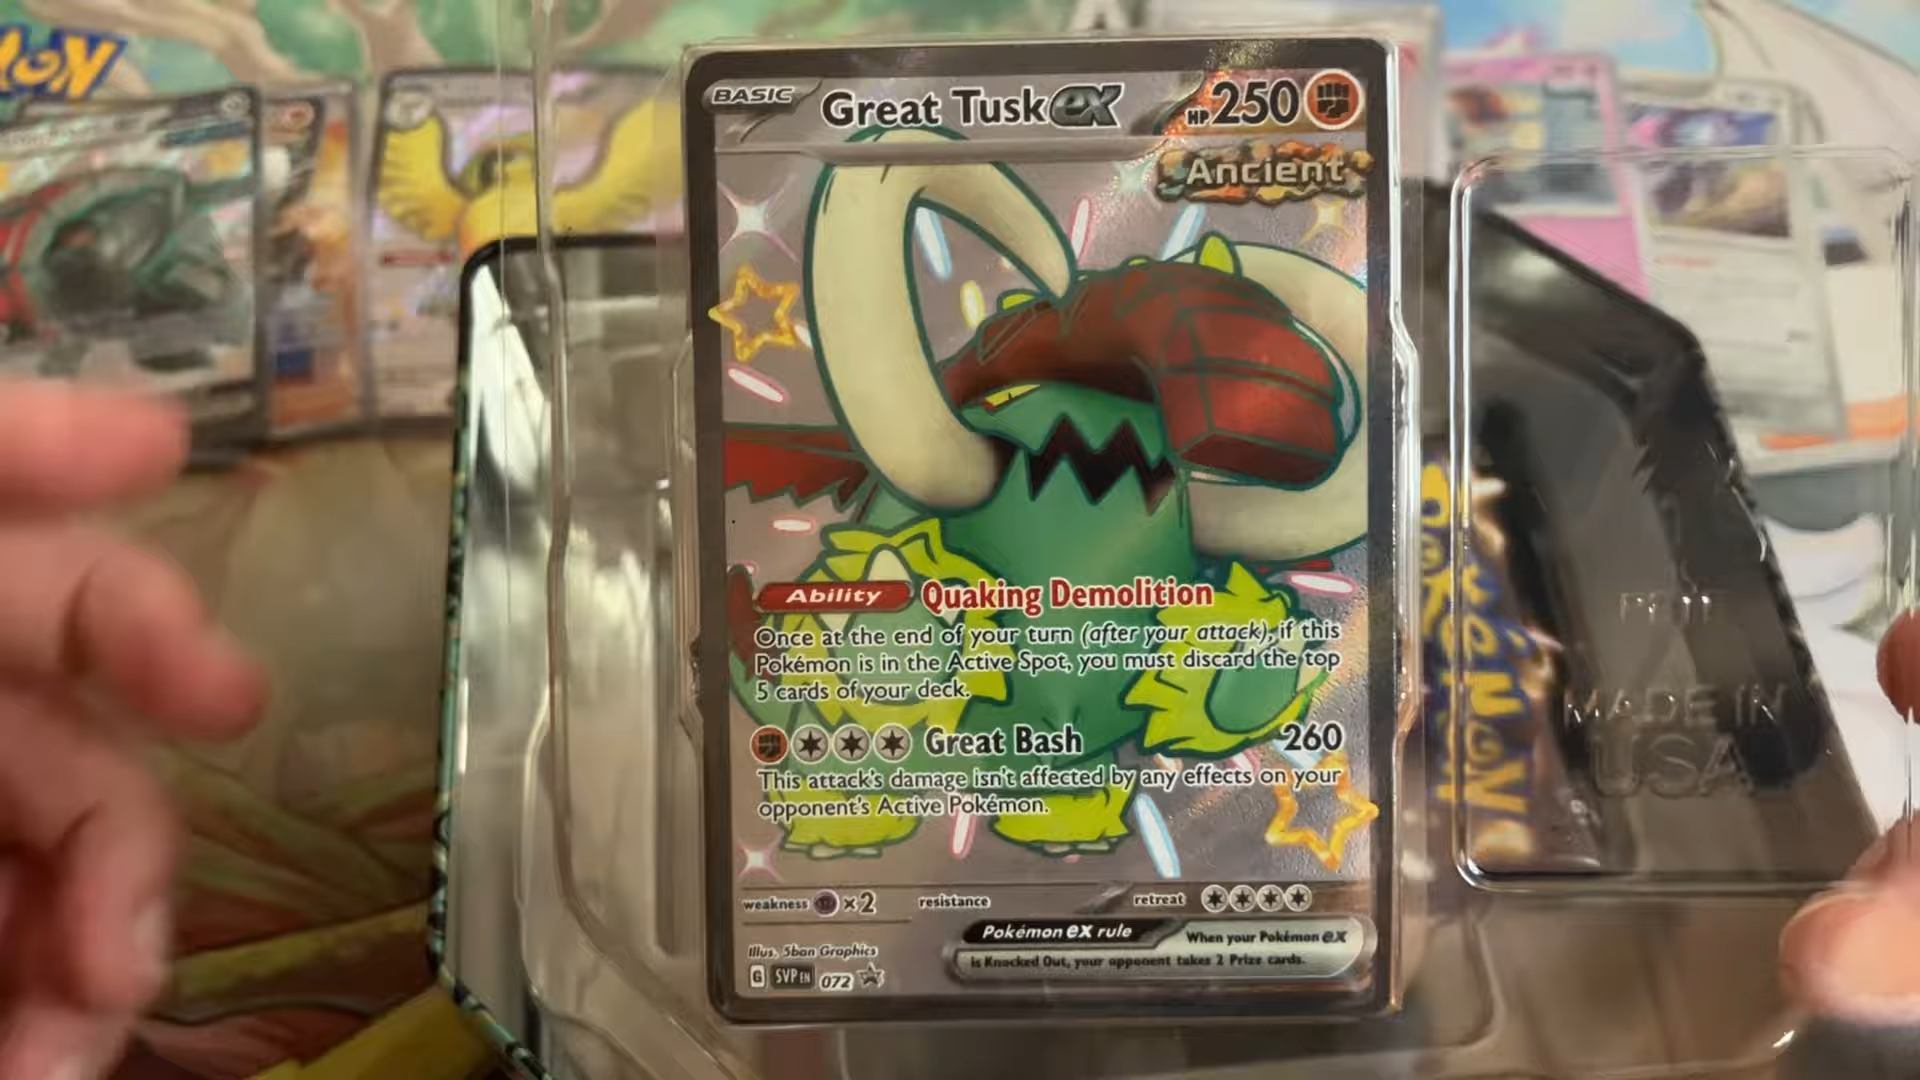 BASIC
Great Tusk ex
HP 250
Ancient
Ability Quaking Demolition
Once at the end of your turn (after your attack), if this
Pokémon is in the Active Spot, you must discard the top
5 cards of your deck.
Great Bash 260
This attack's damage isn't affected by any effects on your
opponent's Active Pokémon.
weakness ×2 resistance retreat
Illus. 5ban Graphics
G SVP EN 072
Pokémon ex rule When your Pokémon ex
is Knocked Out, your opponent takes 2 Prize cards.
POKÉMON
MADE IN
USA